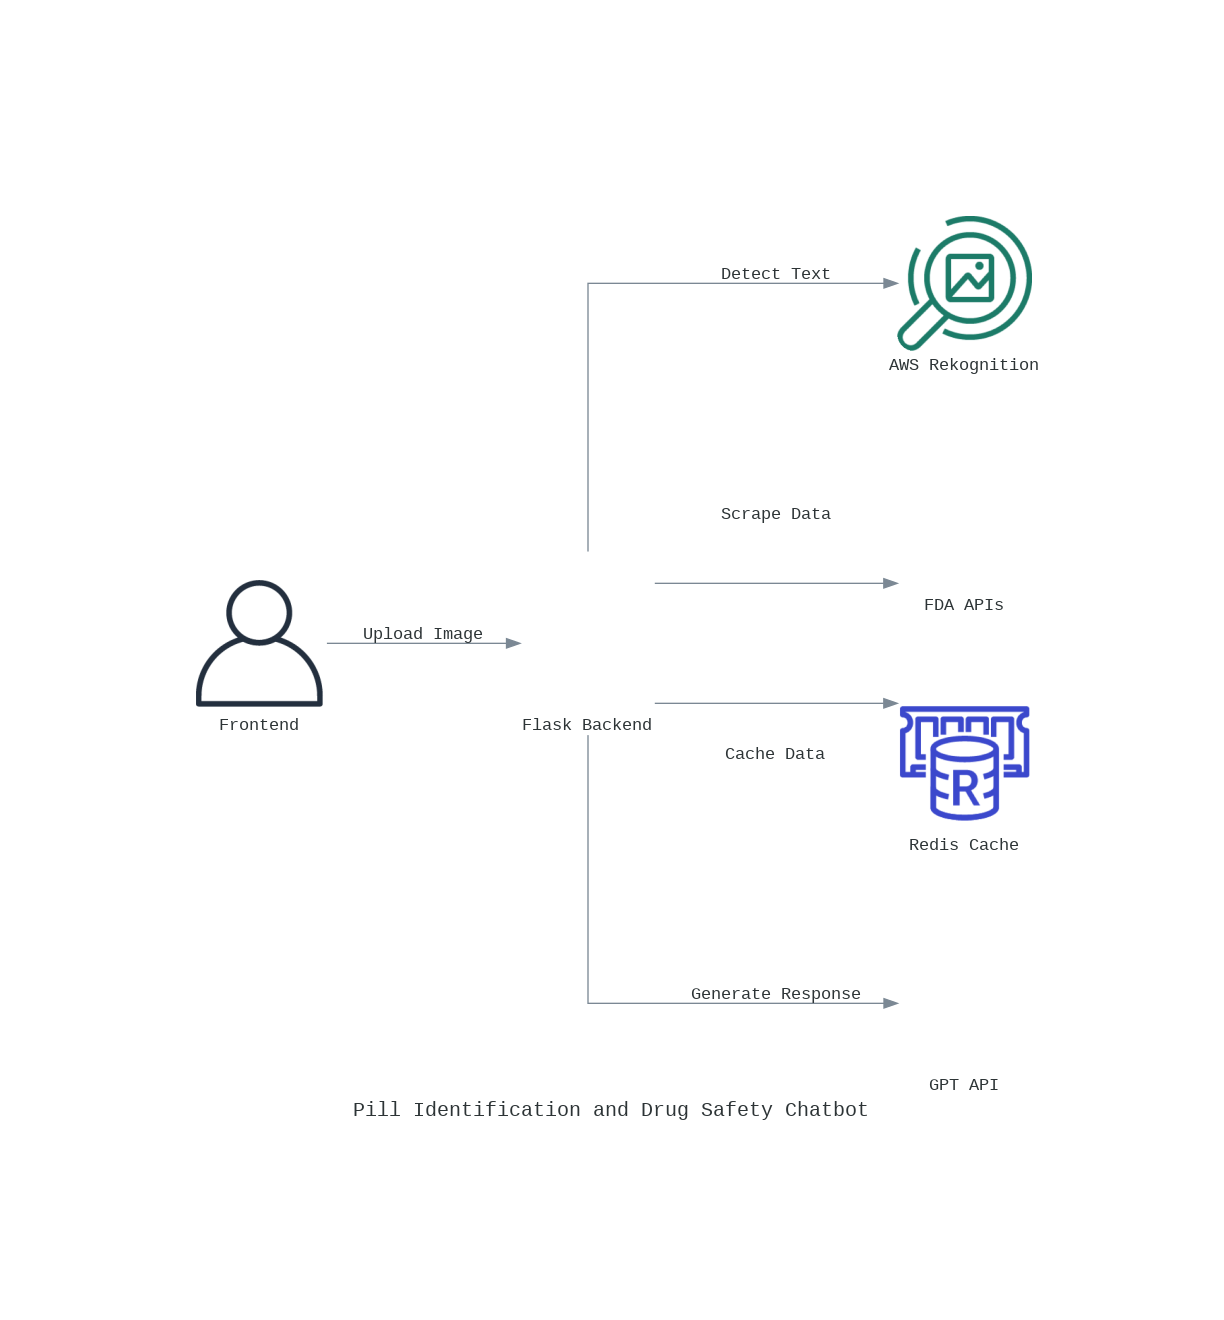 Detect Text
AWS Rekognition
Scrape Data
FDA APIs
Upload Image
Frontend
Flask Backend
Cache Data
R
Redis Cache
Generate Response
GPT API
Pill Identification and Drug Safety Chatbot